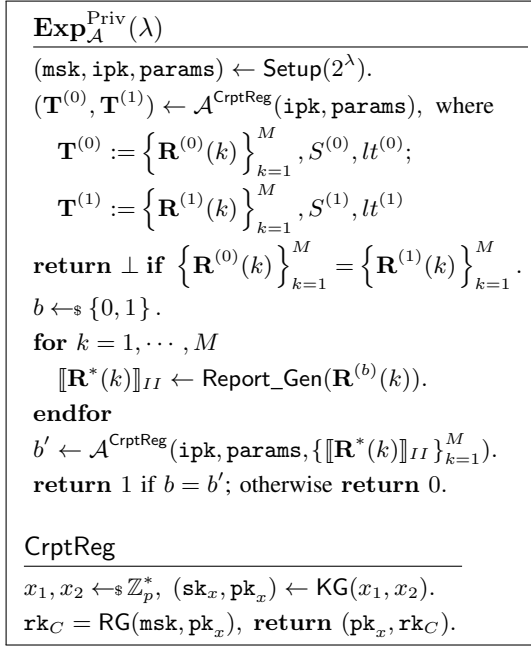 Exp_𝒜^Priv(λ)
(msk, ipk, params) ← Setup(2^λ).
(T^(0), T^(1)) ← 𝒜^CrptReg(ipk, params), where
T^(0) := {R^(0)(k)}_{k=1}^M, S^(0), lt^(0);
T^(1) := {R^(1)(k)}_{k=1}^M, S^(1), lt^(1)
return ⊥ if {R^(0)(k)}_{k=1}^M = {R^(1)(k)}_{k=1}^M.
b ←$ {0, 1}.
for k = 1, ⋯ , M
⟦R*(k)⟧_II ← Report_Gen(R^(b)(k)).
endfor
b′ ← 𝒜^CrptReg(ipk, params, {⟦R*(k)⟧_II}_{k=1}^M).
return 1 if b = b′; otherwise return 0.
CrptReg
x_1, x_2 ←$ ℤ_p^*, (sk_x, pk_x) ← KG(x_1, x_2).
rk_C = RG(msk, pk_x), return (pk_x, rk_C).